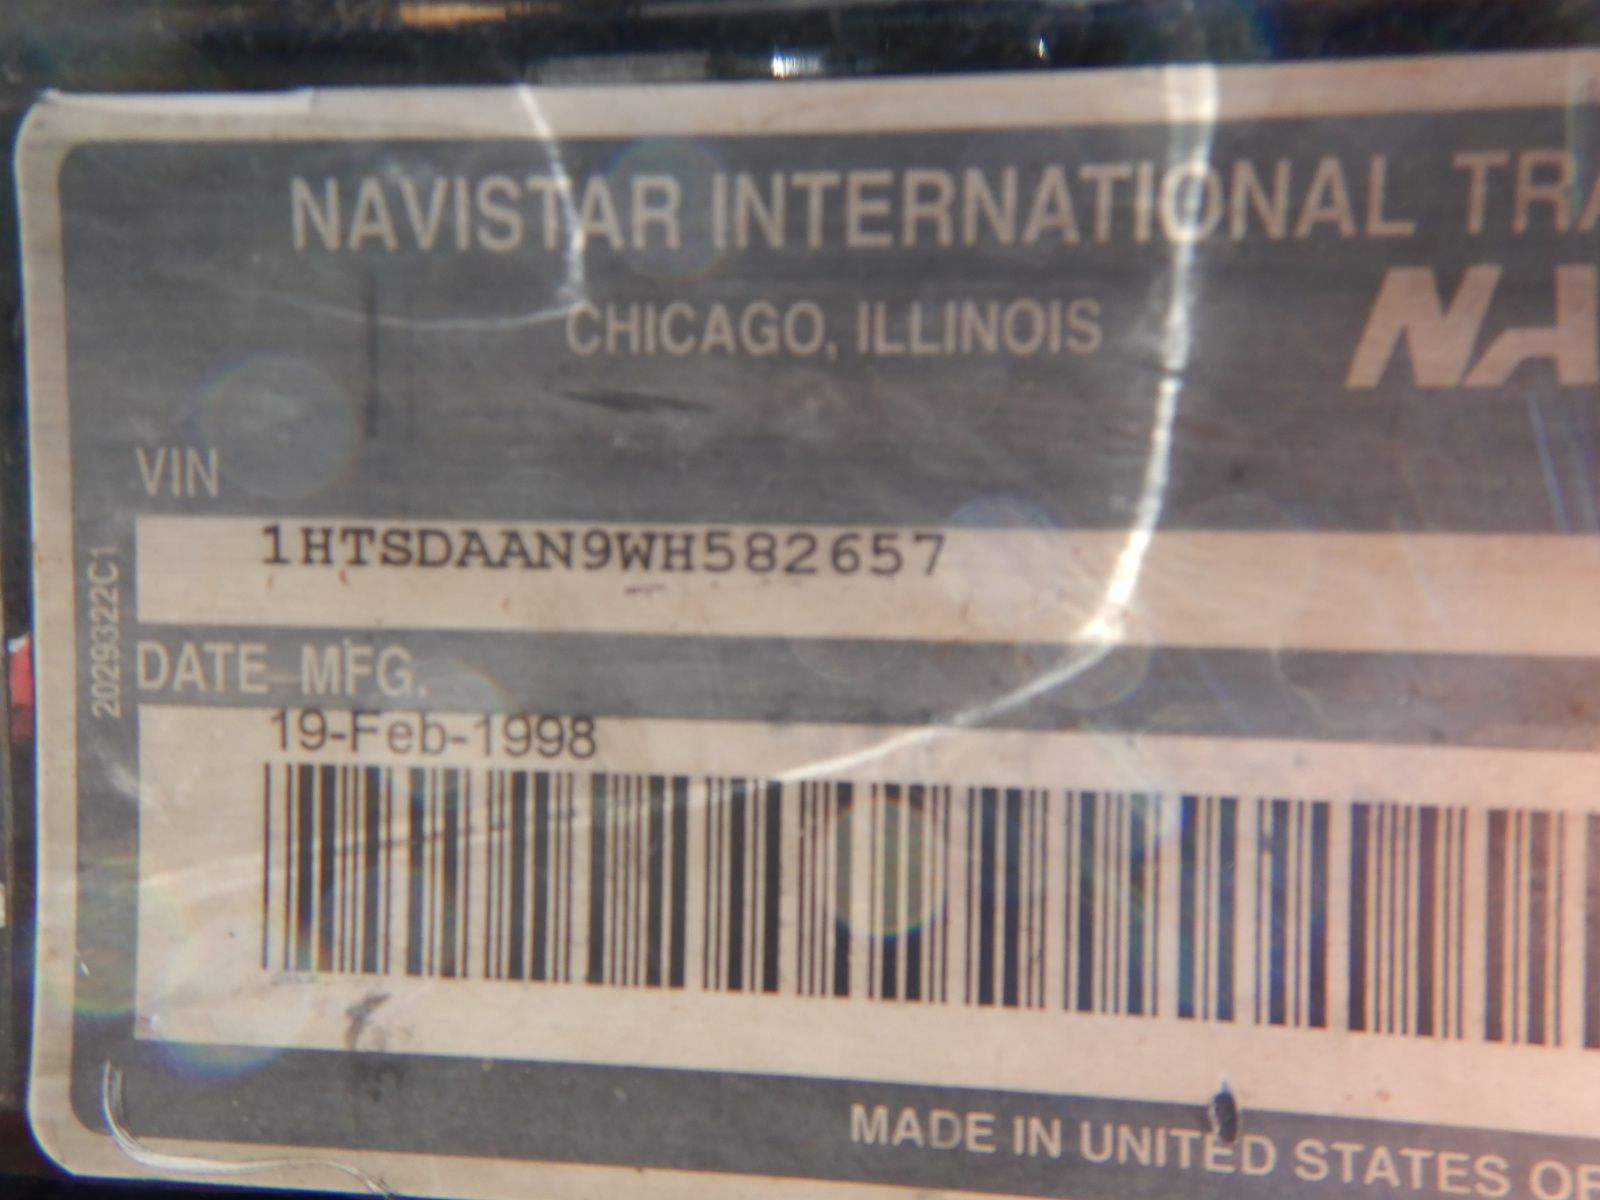 NAVISTAR INTERNATIONAL TRA
CHICAGO, ILLINOIS
NA
VIN
1HTSDAAN9WH582657
2029322C1
DATE MFG.
19-Feb-1998
MADE IN UNITED STATES OF